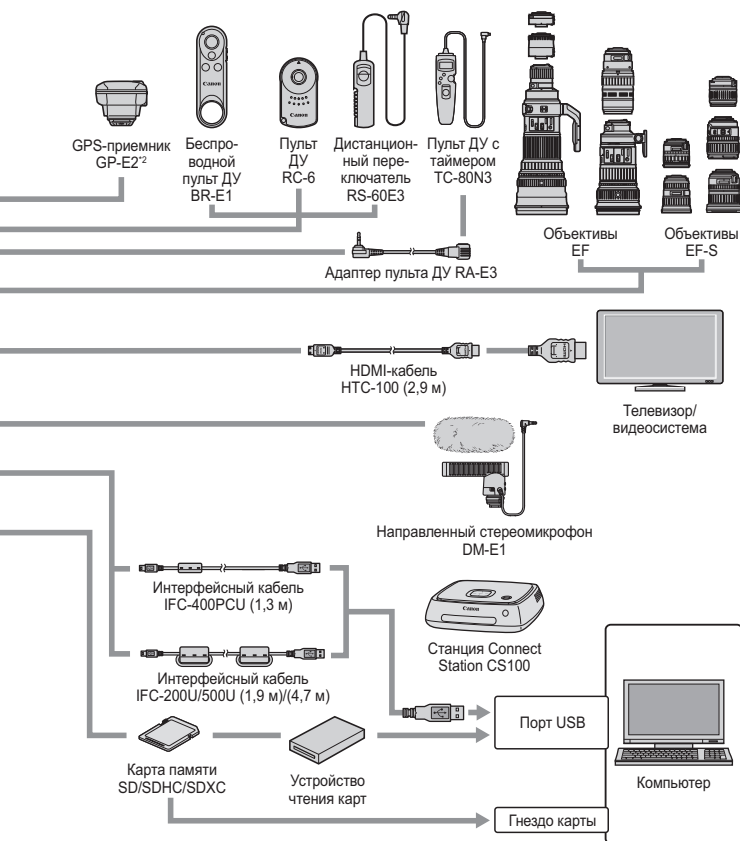 GPS-приемник
GP-E2*2
Canon
Беспро-
водной
пульт ДУ
BR-E1
Canon
Пульт
ДУ
RC-6
Дистанцион-
ный пере-
ключатель
RS-60E3
Пульт ДУ с
таймером
TC-80N3
Адаптер пульта ДУ RA-E3
Объективы
EF
Объективы
EF-S
HDMI-кабель
HTC-100 (2,9 м)
Телевизор/
видеосистема
Направленный стереомикрофон
DM-E1
Интерфейсный кабель
IFC-400PCU (1,3 м)
Canon
Станция Connect
Station CS100
Интерфейсный кабель
IFC-200U/500U (1,9 м)/(4,7 м)
Порт USB
Компьютер
Карта памяти
SD/SDHC/SDXC
Устройство
чтения карт
Гнездо карты